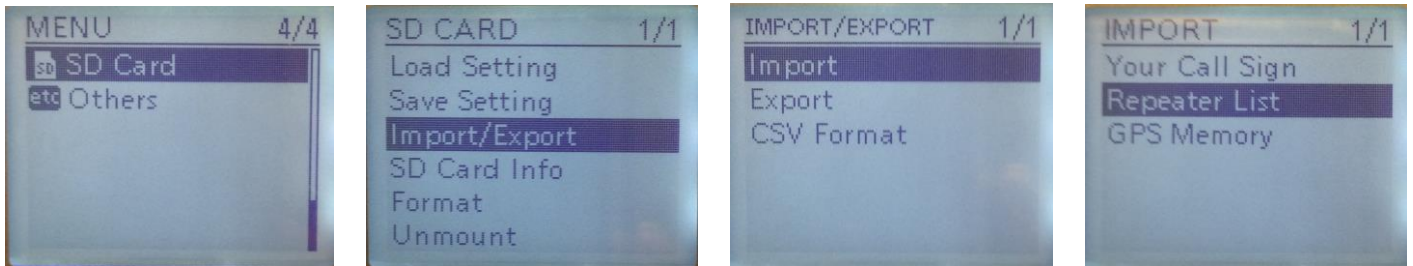 MENU 4/4
SD SD Card
etc Others
SD CARD 1/1
Load Setting
Save Setting
Import/Export
SD Card Info
Format
Unmount
IMPORT/EXPORT 1/1
Import
Export
CSV Format
IMPORT 1/1
Your Call Sign
Repeater List
GPS Memory